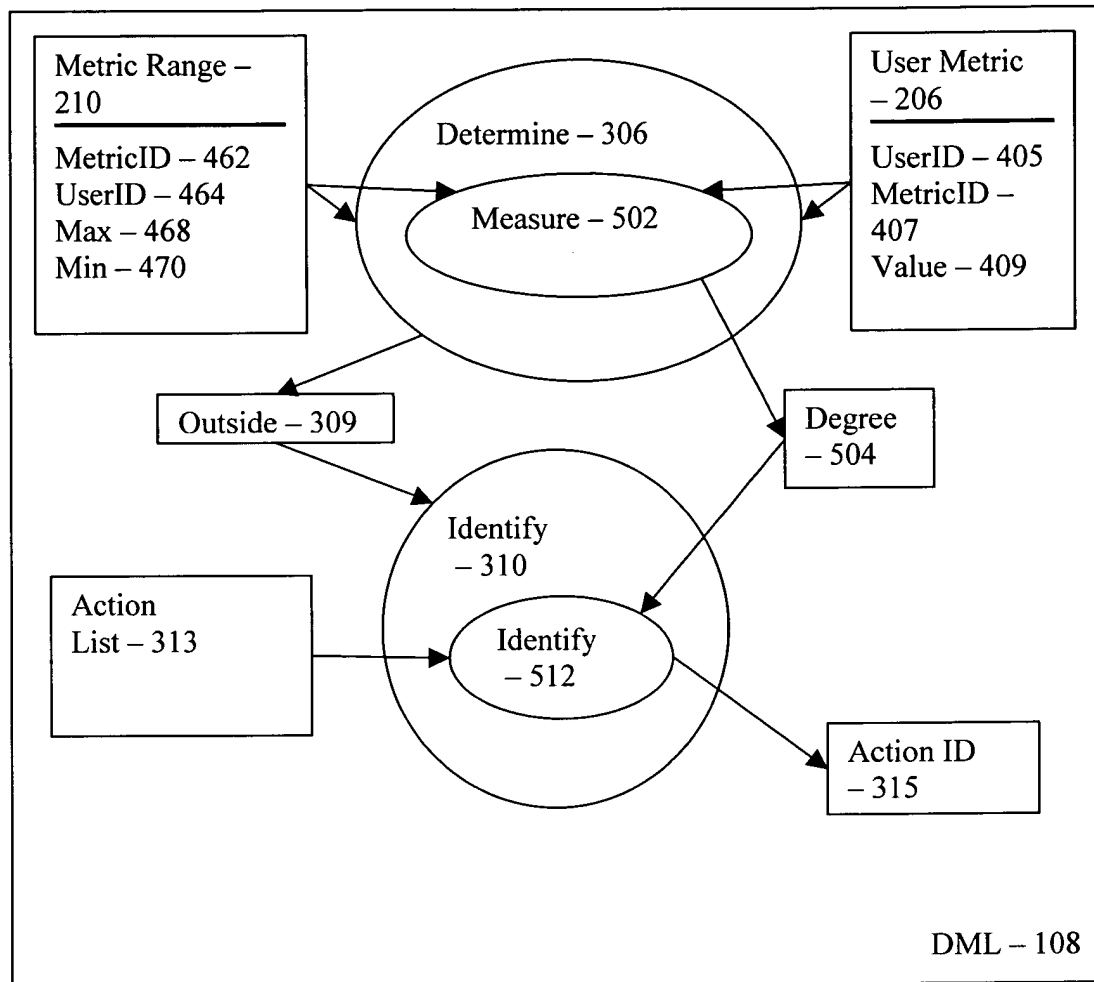 Metric Range –
210
MetricID – 462
UserID – 464
Max – 468
Min – 470
Determine – 306
Measure – 502
User Metric
– 206
UserID – 405
MetricID –
407
Value – 409
Outside – 309
Degree
– 504
Identify
– 310
Action
List – 313
Identify
– 512
Action ID
– 315
DML – 108